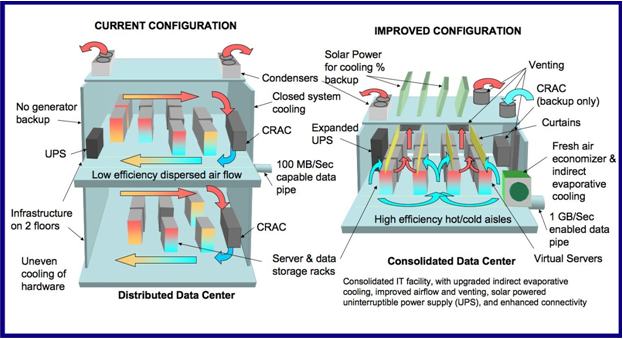 CURRENT CONFIGURATION
No generator
backup
UPS
Infrastructure
on 2 floors
Uneven
cooling of
hardware
Condensers
Closed system
cooling
CRAC
Low efficiency dispersed air flow
100 MB/Sec
capable data
pipe
CRAC
Server & data
storage racks
Distributed Data Center
IMPROVED CONFIGURATION
Solar Power
for cooling %
backup
Venting
CRAC
(backup only)
Curtains
Expanded
UPS
Fresh air
economizer &
indirect
evaporative
cooling
High efficiency hot/cold aisles
1 GB/Sec
enabled data
pipe
Virtual Servers
Consolidated Data Center
Consolidated IT facility, with upgraded indirect evaporative
cooling, improved airflow and venting, solar powered
uninterruptible power supply (UPS), and enhanced connectivity